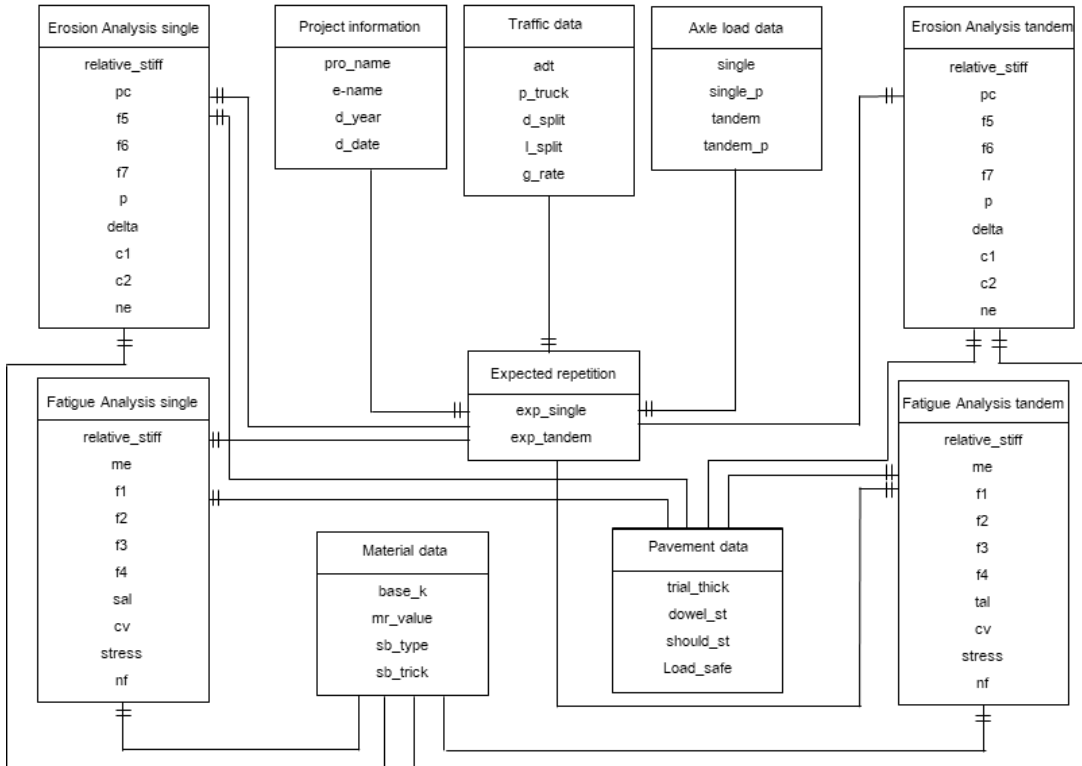 Erosion Analysis single
relative_stiff
pc
f5
f6
f7
p
delta
c1
c2
ne
Project information
pro_name
e-name
d_year
d_date
Traffic data
adt
p_truck
d_split
l_split
g_rate
Axle load data
single
single_p
tandem
tandem_p
Erosion Analysis tandem
relative_stiff
pc
f5
f6
f7
p
delta
c1
c2
ne
Expected repetition
exp_single
exp_tandem
Fatigue Analysis single
relative_stiff
me
f1
f2
f3
f4
sal
cv
stress
nf
Material data
base_k
mr_value
sb_type
sb_trick
Pavement data
trial_thick
dowel_st
should_st
Load_safe
Fatigue Analysis tandem
relative_stiff
me
f1
f2
f3
f4
tal
cv
stress
nf